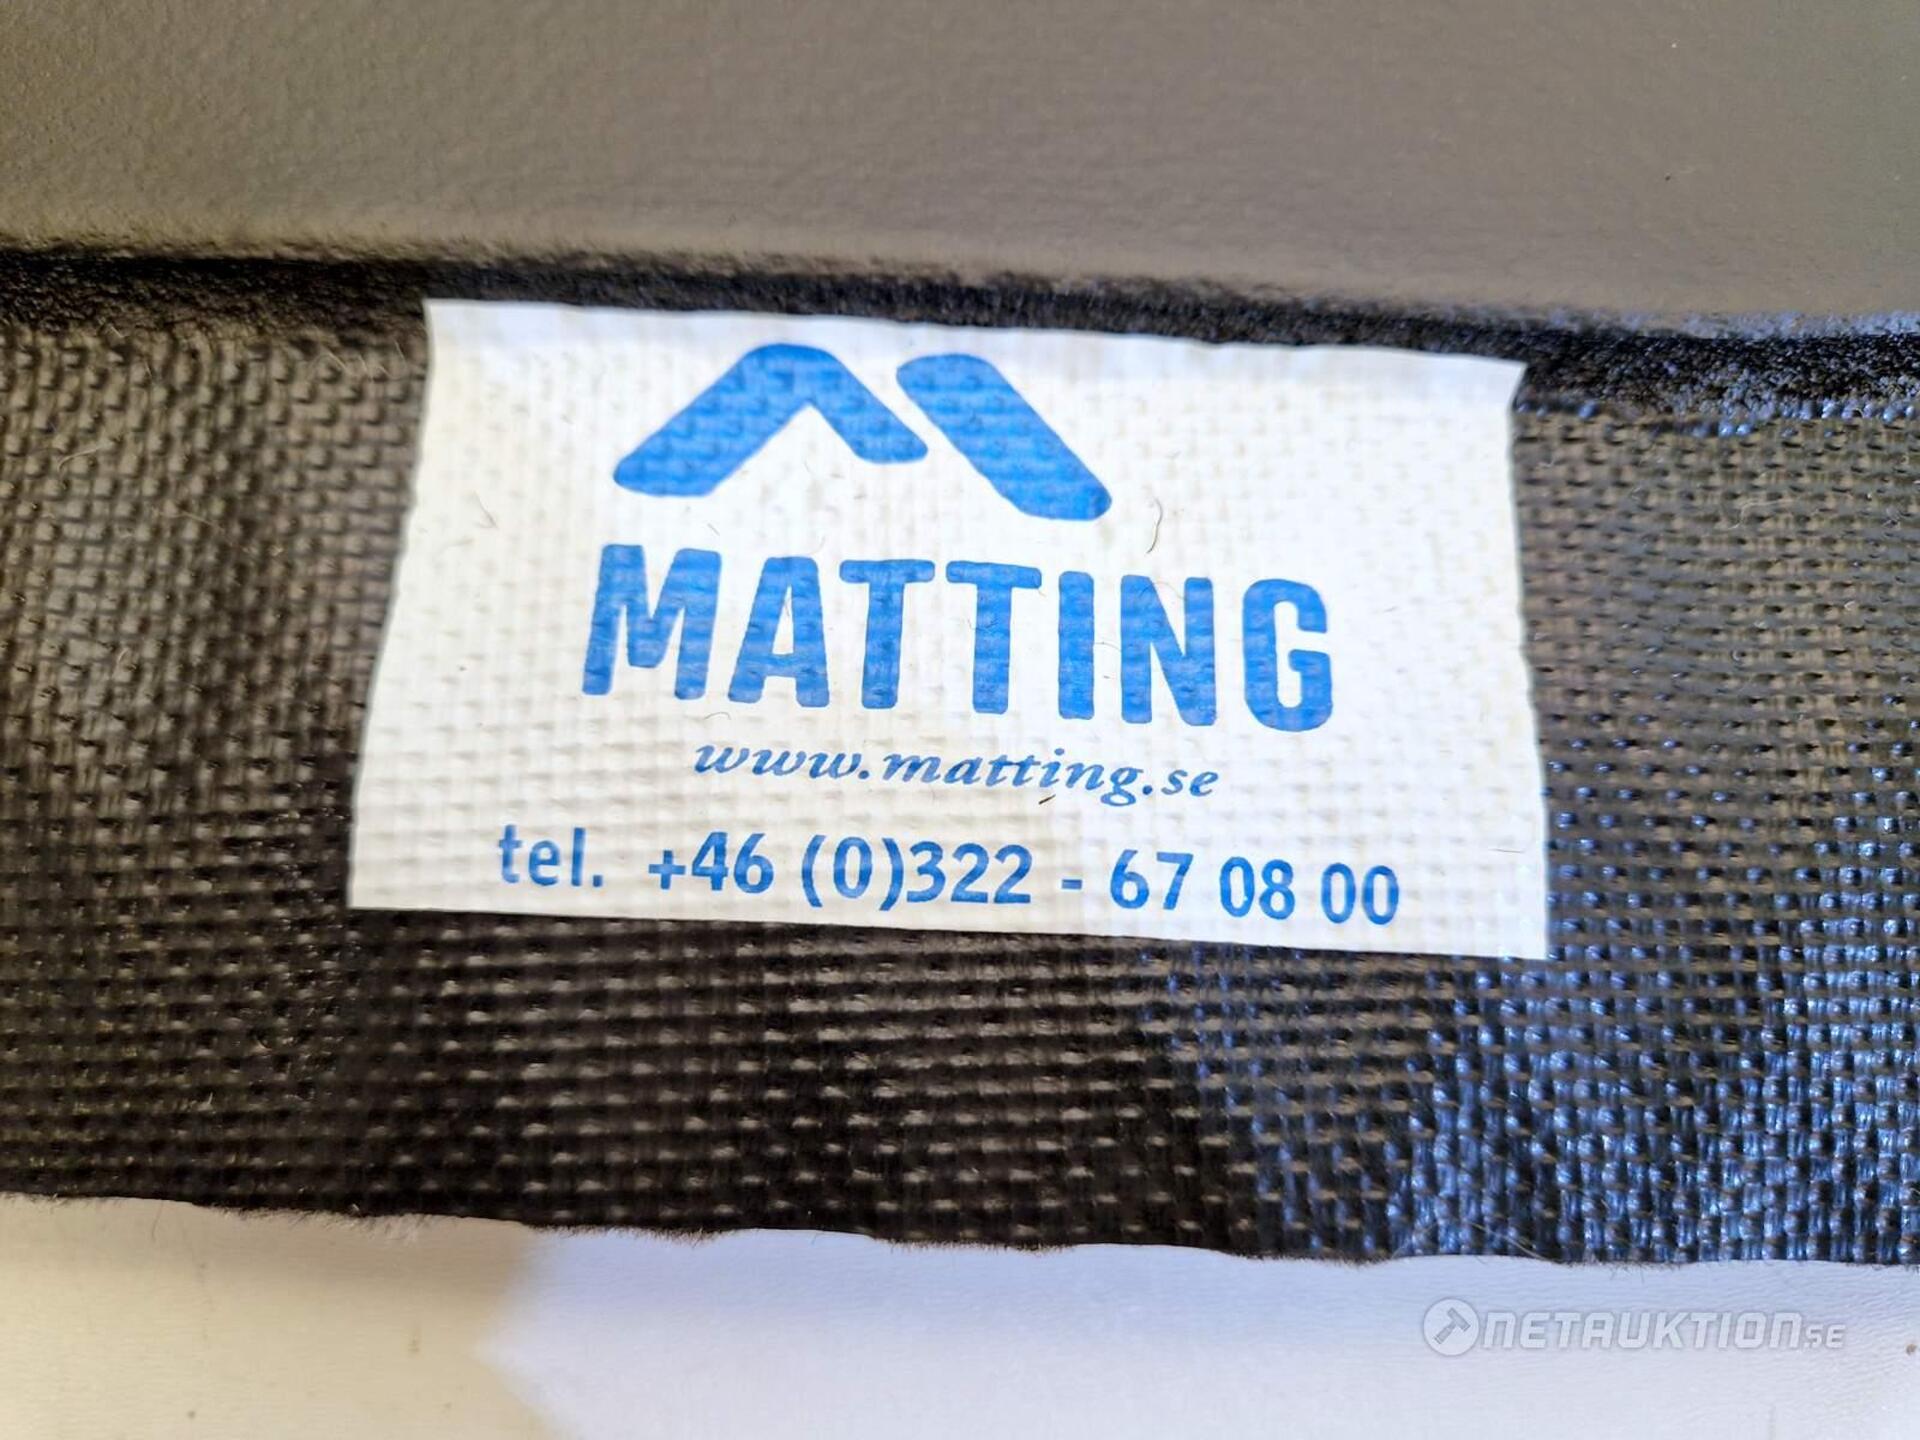 MATTING
www.matting.se
tel. +46 (0)322 - 67 08 00
NETAUKTION.SE